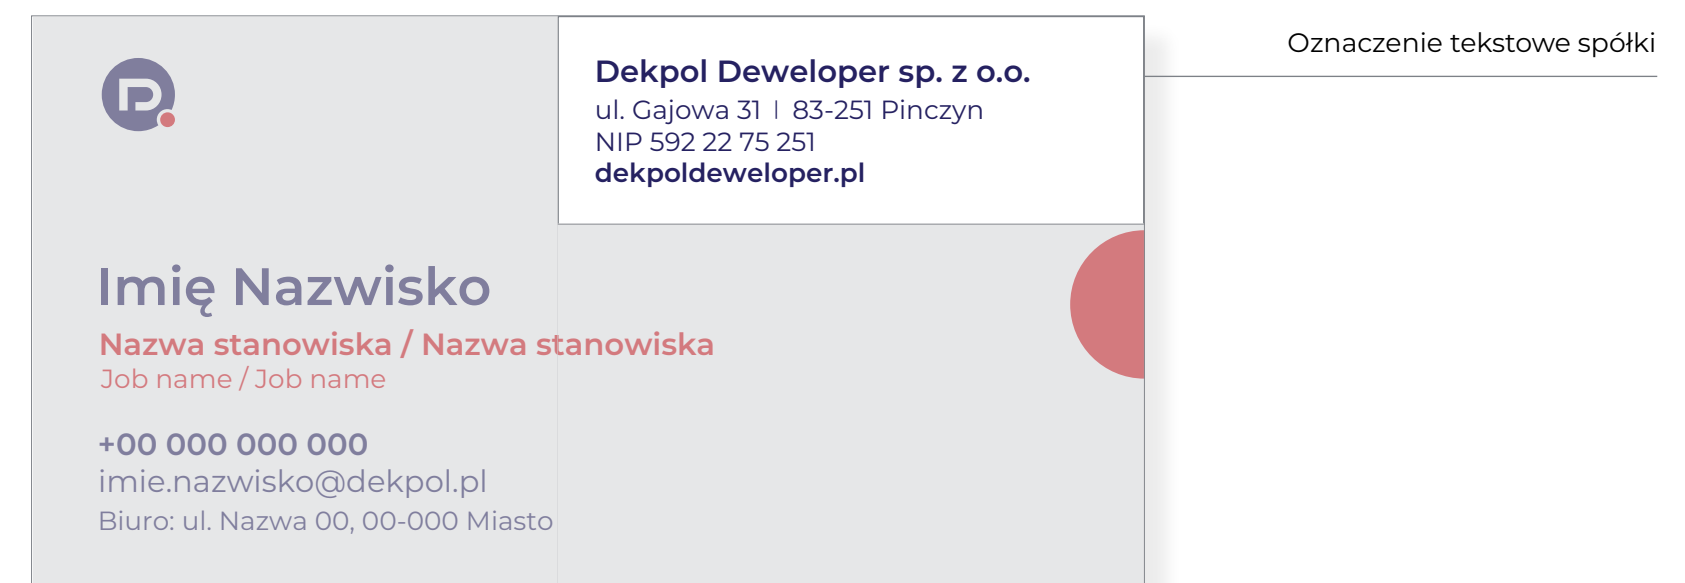 Oznaczenie tekstowe spółki
Dekpol Deweloper sp. z o.o.
ul. Gajowa 31 | 83-251 Pinczyn
NIP 592 22 75 251
dekpoldeweloper.pl
Imię Nazwisko
Nazwa stanowiska / Nazwa stanowiska
Job name / Job name
+00 000 000 000
imie.nazwisko@dekpol.pl
Biuro: ul. Nazwa 00, 00-000 Miasto